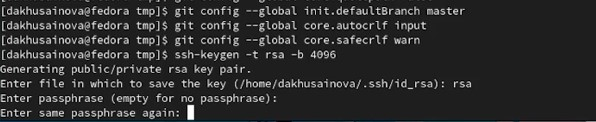 [dakhusainova@fedora tmp]$ git config --global init.defaultBranch master
[dakhusainova@fedora tmp]$ git config --global core.autocrlf input
[dakhusainova@fedora tmp]$ git config --global core.safecrlf warn
[dakhusainova@fedora tmp]$ ssh-keygen -t rsa -b 4096
Generating public/private rsa key pair.
Enter file in which to save the key (/home/dakhusainova/.ssh/id_rsa): rsa
Enter passphrase (empty for no passphrase):
Enter same passphrase again: